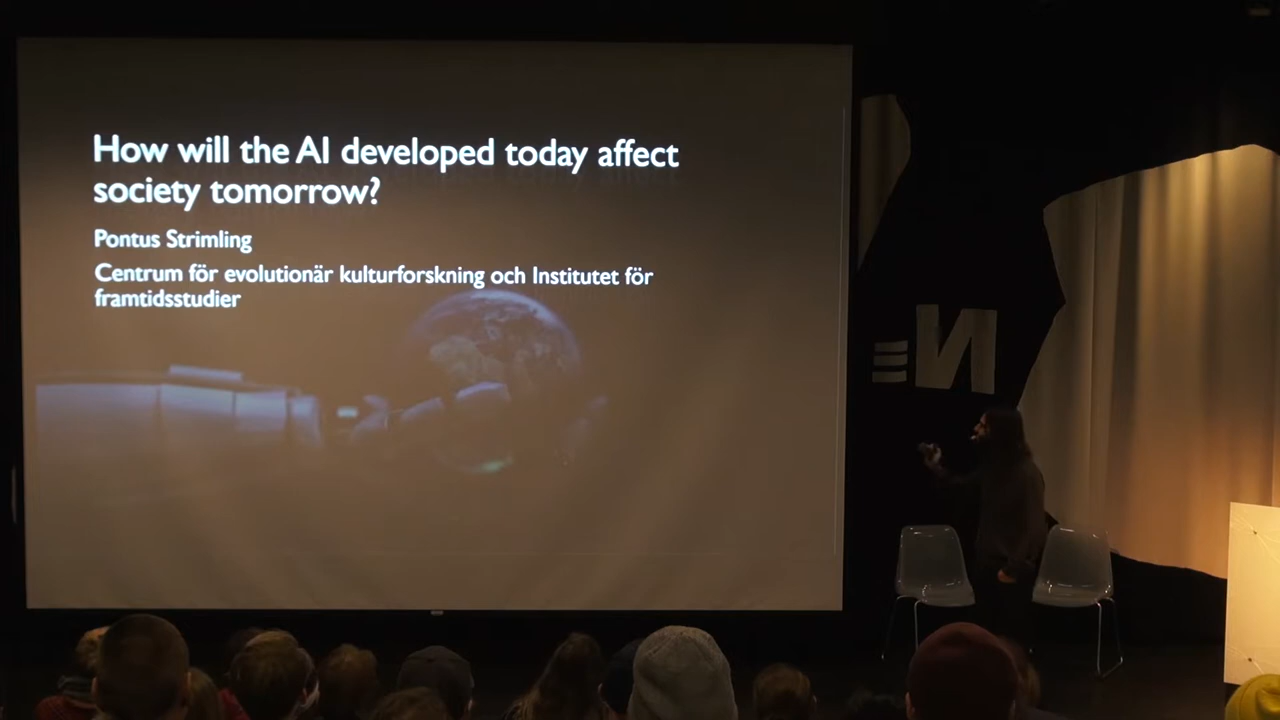 How will the AI developed today affect
society tomorrow?
Pontus Strimling
Centrum för evolutionär kulturforskning och Institutet för
framtidsstudier